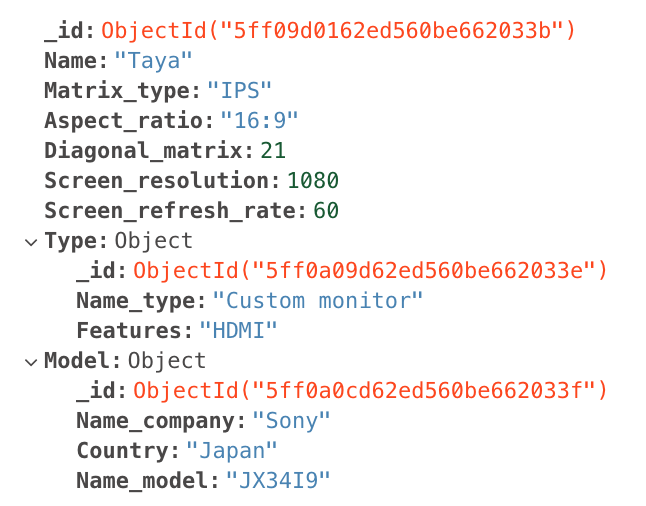 _id: ObjectId("5ff09d0162ed560be662033b")
Name: "Taya"
Matrix_type: "IPS"
Aspect_ratio: "16:9"
Diagonal_matrix: 21
Screen_resolution: 1080
Screen_refresh_rate: 60
Type: Object
_id: ObjectId("5ff0a09d62ed560be662033e")
Name_type: "Custom monitor"
Features: "HDMI"
Model: Object
_id: ObjectId("5ff0a0cd62ed560be662033f")
Name_company: "Sony"
Country: "Japan"
Name_model: "JX34I9"